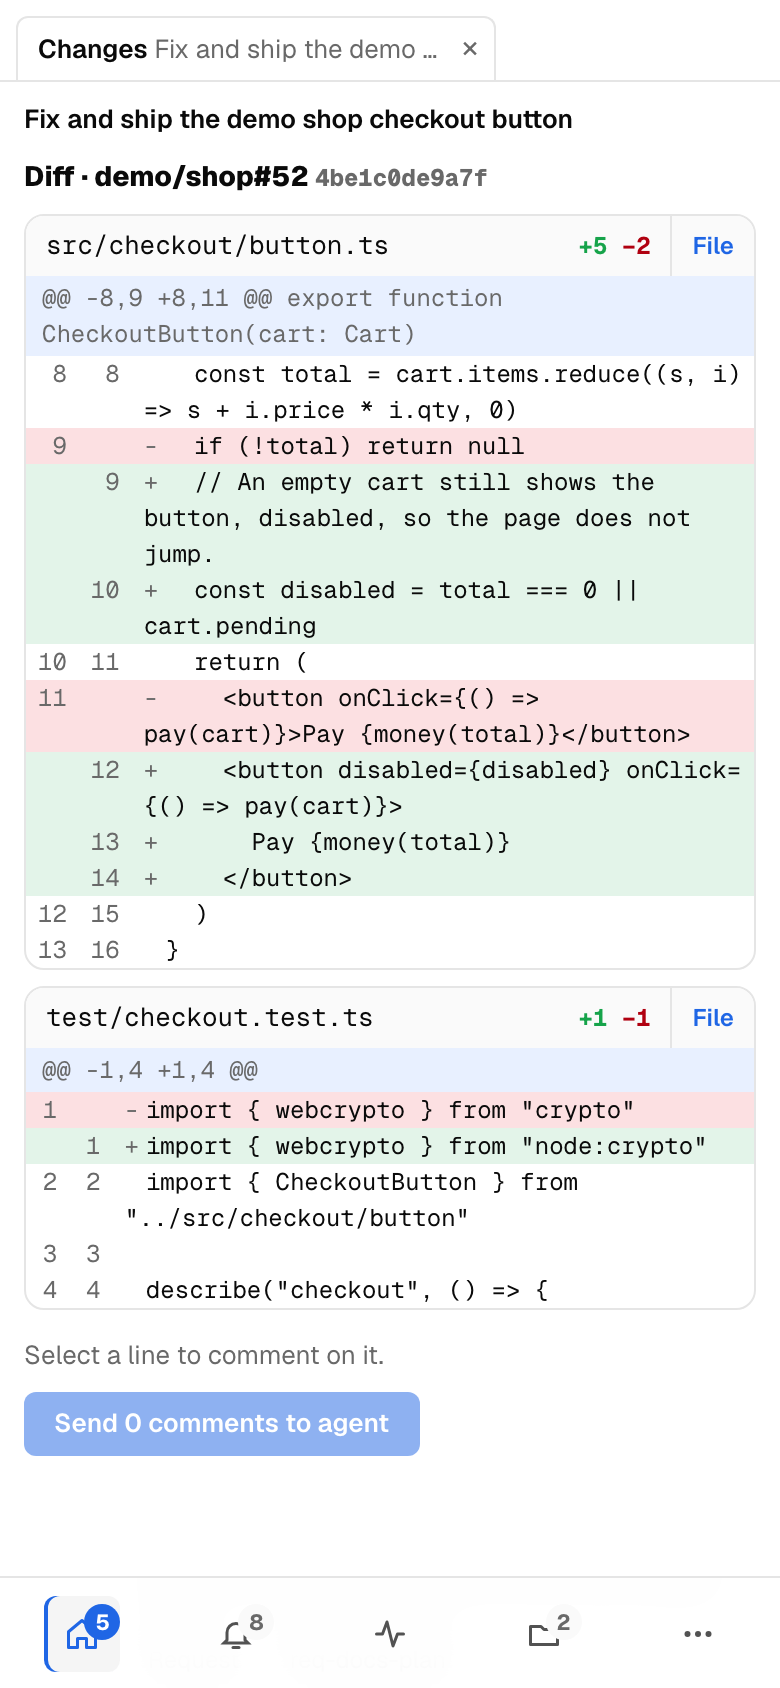 Changes Fix and ship the demo ... ×
Fix and ship the demo shop checkout button
Diff · demo/shop#52 4be1c0de9a7f
src/checkout/button.ts +5 −2 File
@@ -8,9 +8,11 @@ export function
CheckoutButton(cart: Cart)
8 8 const total = cart.items.reduce((s, i)
=> s + i.price * i.qty, 0)
9 - if (!total) return null
9 + // An empty cart still shows the
button, disabled, so the page does not
jump.
10 + const disabled = total === 0 ||
cart.pending
10 11 return (
11 - <button onClick={() =>
pay(cart)}>Pay {money(total)}</button>
12 + <button disabled={disabled} onClick=
{() => pay(cart)}>
13 + Pay {money(total)}
14 + </button>
12 15 )
13 16 }
test/checkout.test.ts +1 −1 File
@@ -1,4 +1,4 @@
1 - import { webcrypto } from "crypto"
1 + import { webcrypto } from "node:crypto"
2 2 import { CheckoutButton } from
"../src/checkout/button"
3 3
4 4 describe("checkout", () => {
Select a line to comment on it.
Send 0 comments to agent
5 8 2